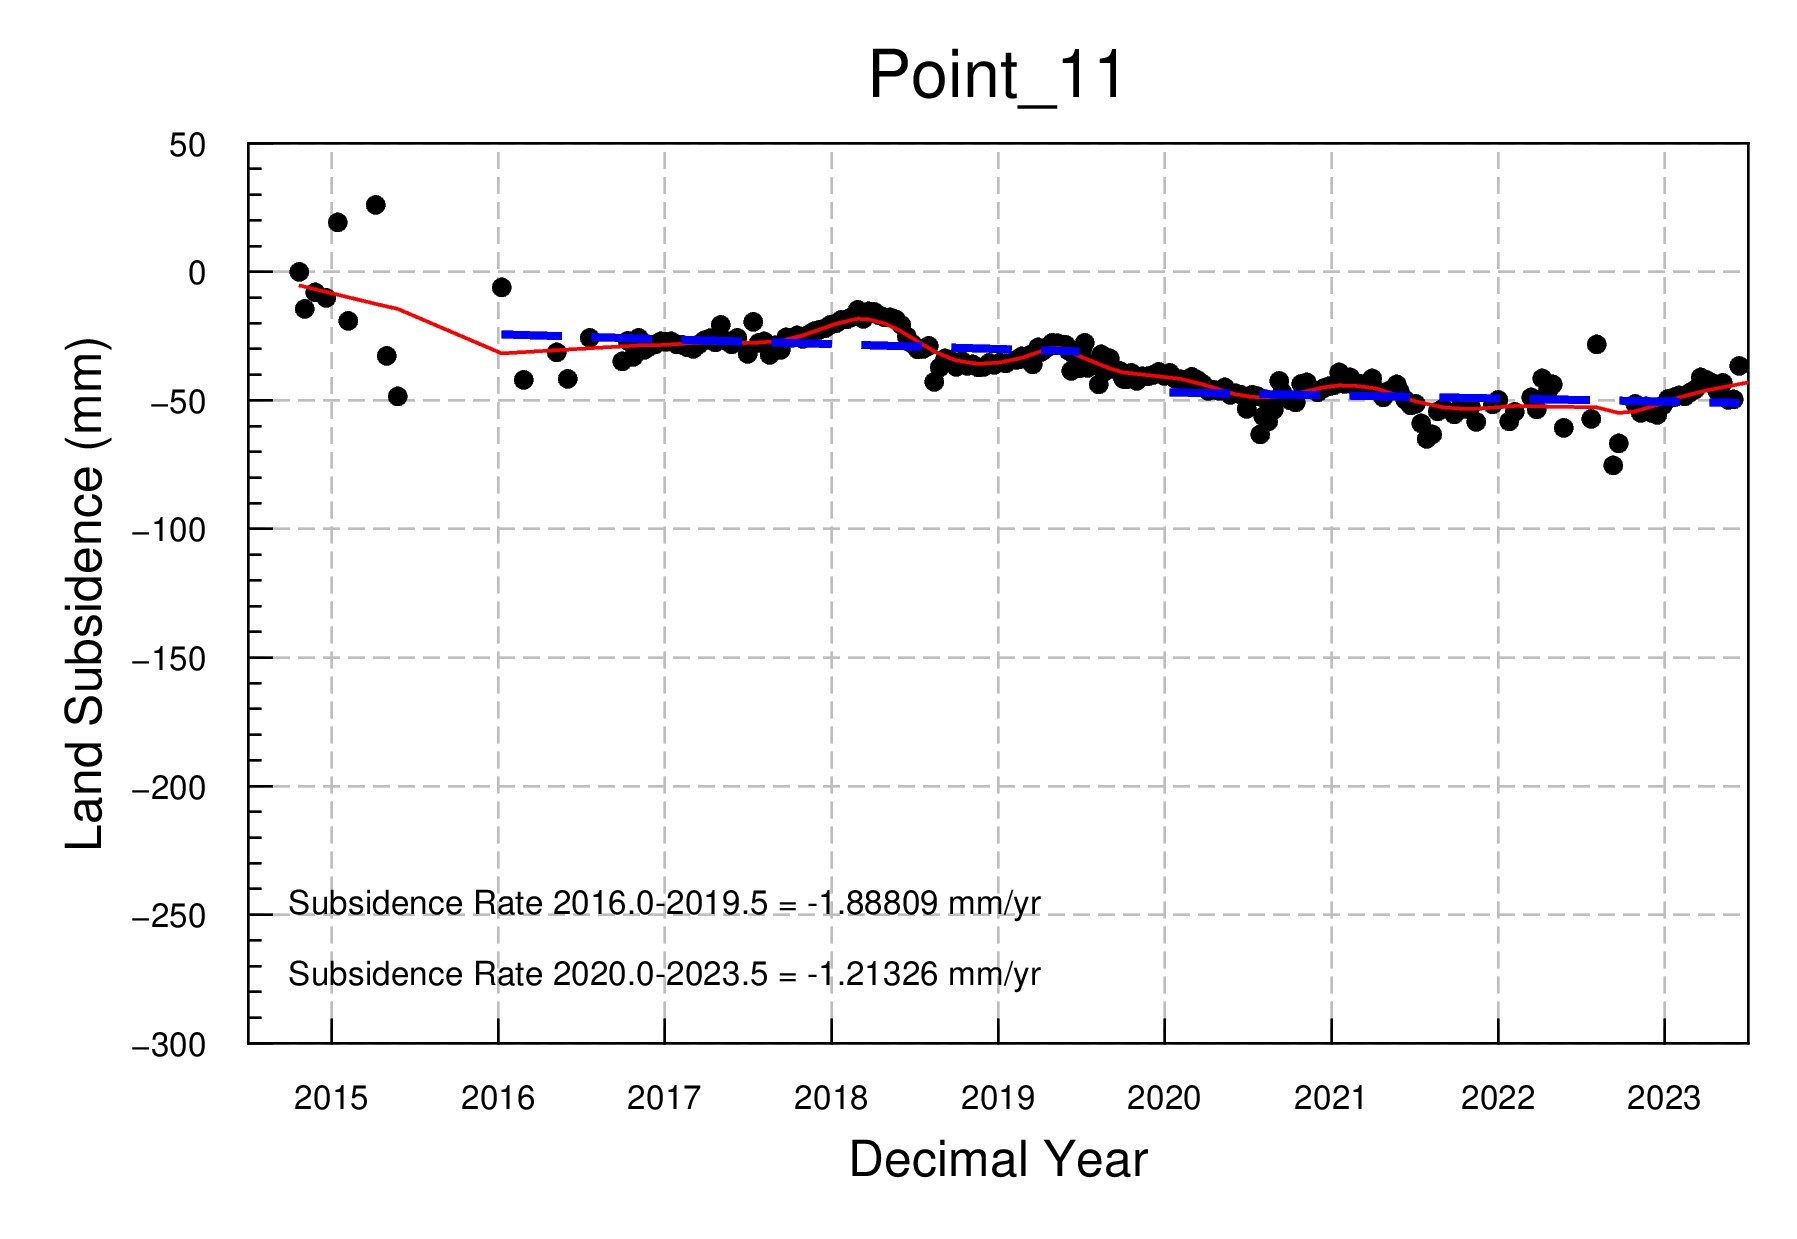 Point_11
50
0
−50
−100
−150
−200
−250
−300
Land Subsidence (mm)
Subsidence Rate 2016.0-2019.5 = -1.88809 mm/yr
Subsidence Rate 2020.0-2023.5 = -1.21326 mm/yr
2015 2016 2017 2018 2019 2020 2021 2022 2023
Decimal Year